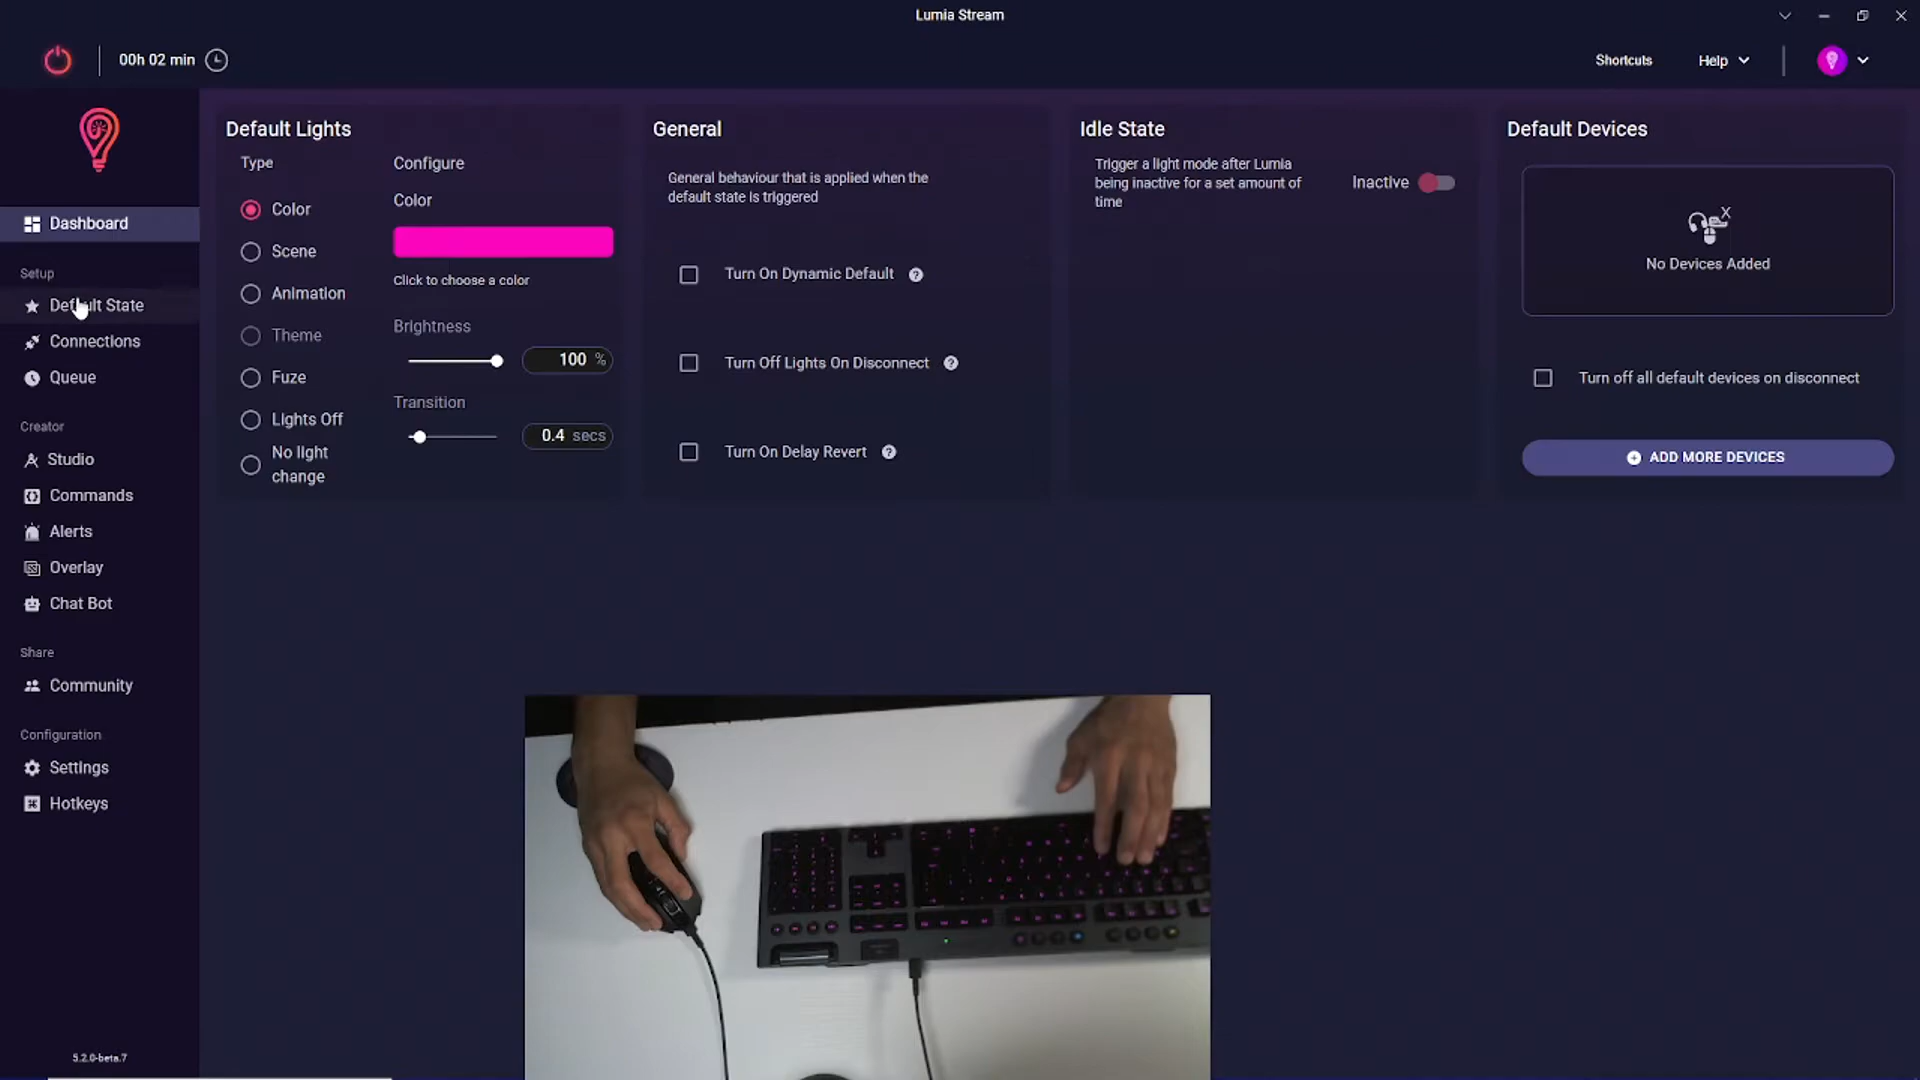 Lumia Stream
00h 02 min
Shortcuts
Help
Dashboard
Setup
Default State
Connections
Queue
Creator
Studio
Commands
Alerts
Overlay
Chat Bot
Share
Community
Configuration
Settings
Hotkeys
5.2.0-beta.7
Default Lights
Type
Color
Scene
Animation
Theme
Fuze
Lights Off
No light
change
Configure
Color
Click to choose a color
Brightness
100 %
Transition
0.4 secs
General
General behaviour that is applied when the
default state is triggered
Turn On Dynamic Default
Turn Off Lights On Disconnect
Turn On Delay Revert
Idle State
Trigger a light mode after Lumia
being inactive for a set amount of
time
Inactive
Default Devices
X
No Devices Added
Turn off all default devices on disconnect
ADD MORE DEVICES